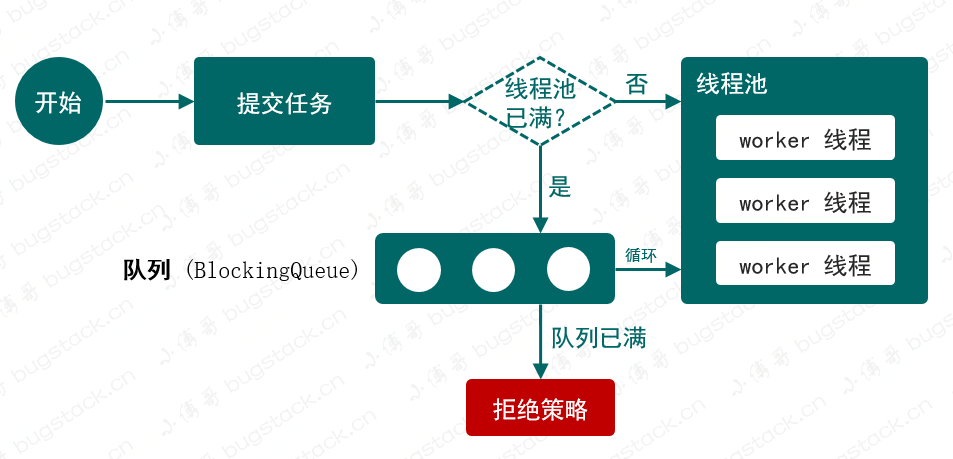 开始
提交任务
线程池
已满?
否
线程池
worker 线程
worker 线程
worker 线程
是
队列 (BlockingQueue)
循环
队列已满
拒绝策略
小傅哥 bugstack.cn